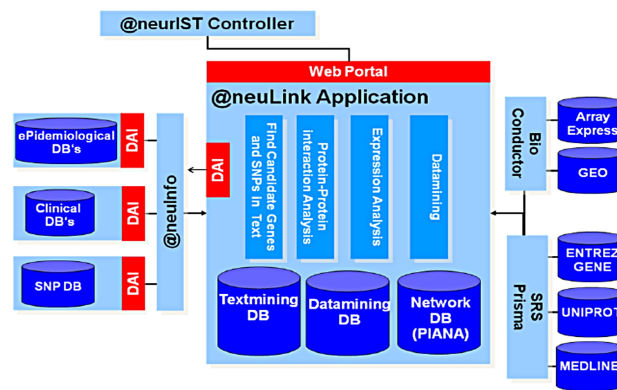 @neurIST Controller
Web Portal
@neuLink Application
ePidemiological
DB's
DAI
Clinical
DB's
DAI
SNP DB
DAI
@neuInfo
DAI
FInd Candidate Genes
and SNPs In Text
Protein-Protein
interaction Analysis
Expression Analysis
Datamining
Textmining
DB
Datamining
DB
Network
DB
(PIANA)
Bio
Conductor
Array
Express
GEO
SRS
Prisma
ENTREZ
GENE
UNIPROT
MEDLINE